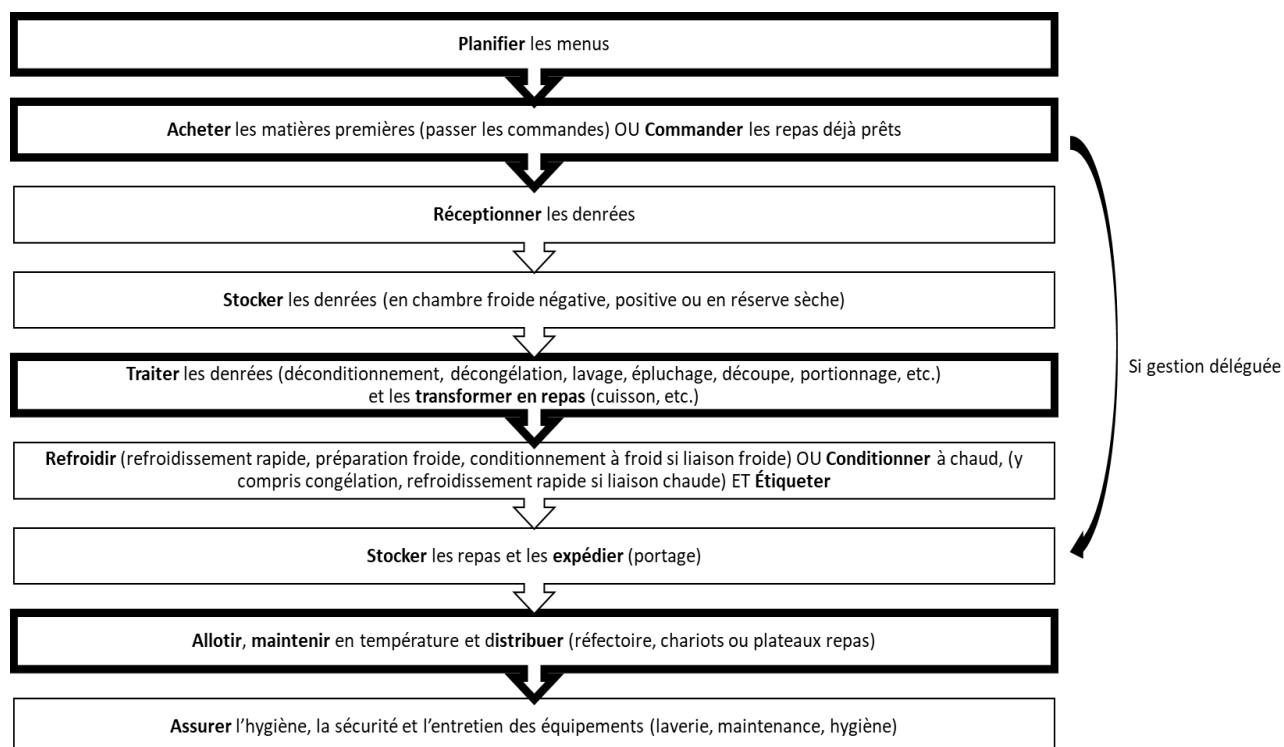 Planifier les menus
Acheter les matières premières (passer les commandes) OU Commander les repas déjà prêts
Réceptionner les denrées
Stocker les denrées (en chambre froide négative, positive ou en réserve sèche)
Si gestion déléguée
Traiter les denrées (déconditionnement, décongélation, lavage, épluchage, découpe, portionnage, etc.)
et les transformer en repas (cuisson, etc.)
Refroidir (refroidissement rapide, préparation froide, conditionnement à froid si liaison froide) OU Conditionner à chaud, (y
compris congélation, refroidissement rapide si liaison chaude) ET Étiqueter
Stocker les repas et les expédier (portage)
Allotir, maintenir en température et distribuer (réfectoire, chariots ou plateaux repas)
Assurer l’hygiène, la sécurité et l’entretien des équipements (laverie, maintenance, hygiène)